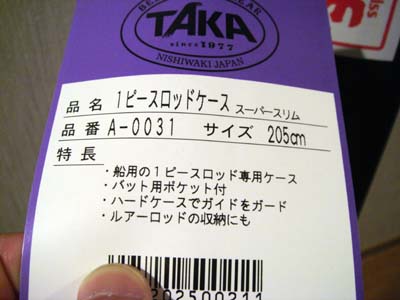 TAKA
since 1977
NISHIWAKI JAPAN
品名 1ピースロッドケース スーパースリム
品番 A-0031 サイズ 205cm
特長
・船用の1ピースロッド専用ケース
・バット用ポケット付
・ハードケースでガイドをガード
・ルアーロッドの収納にも